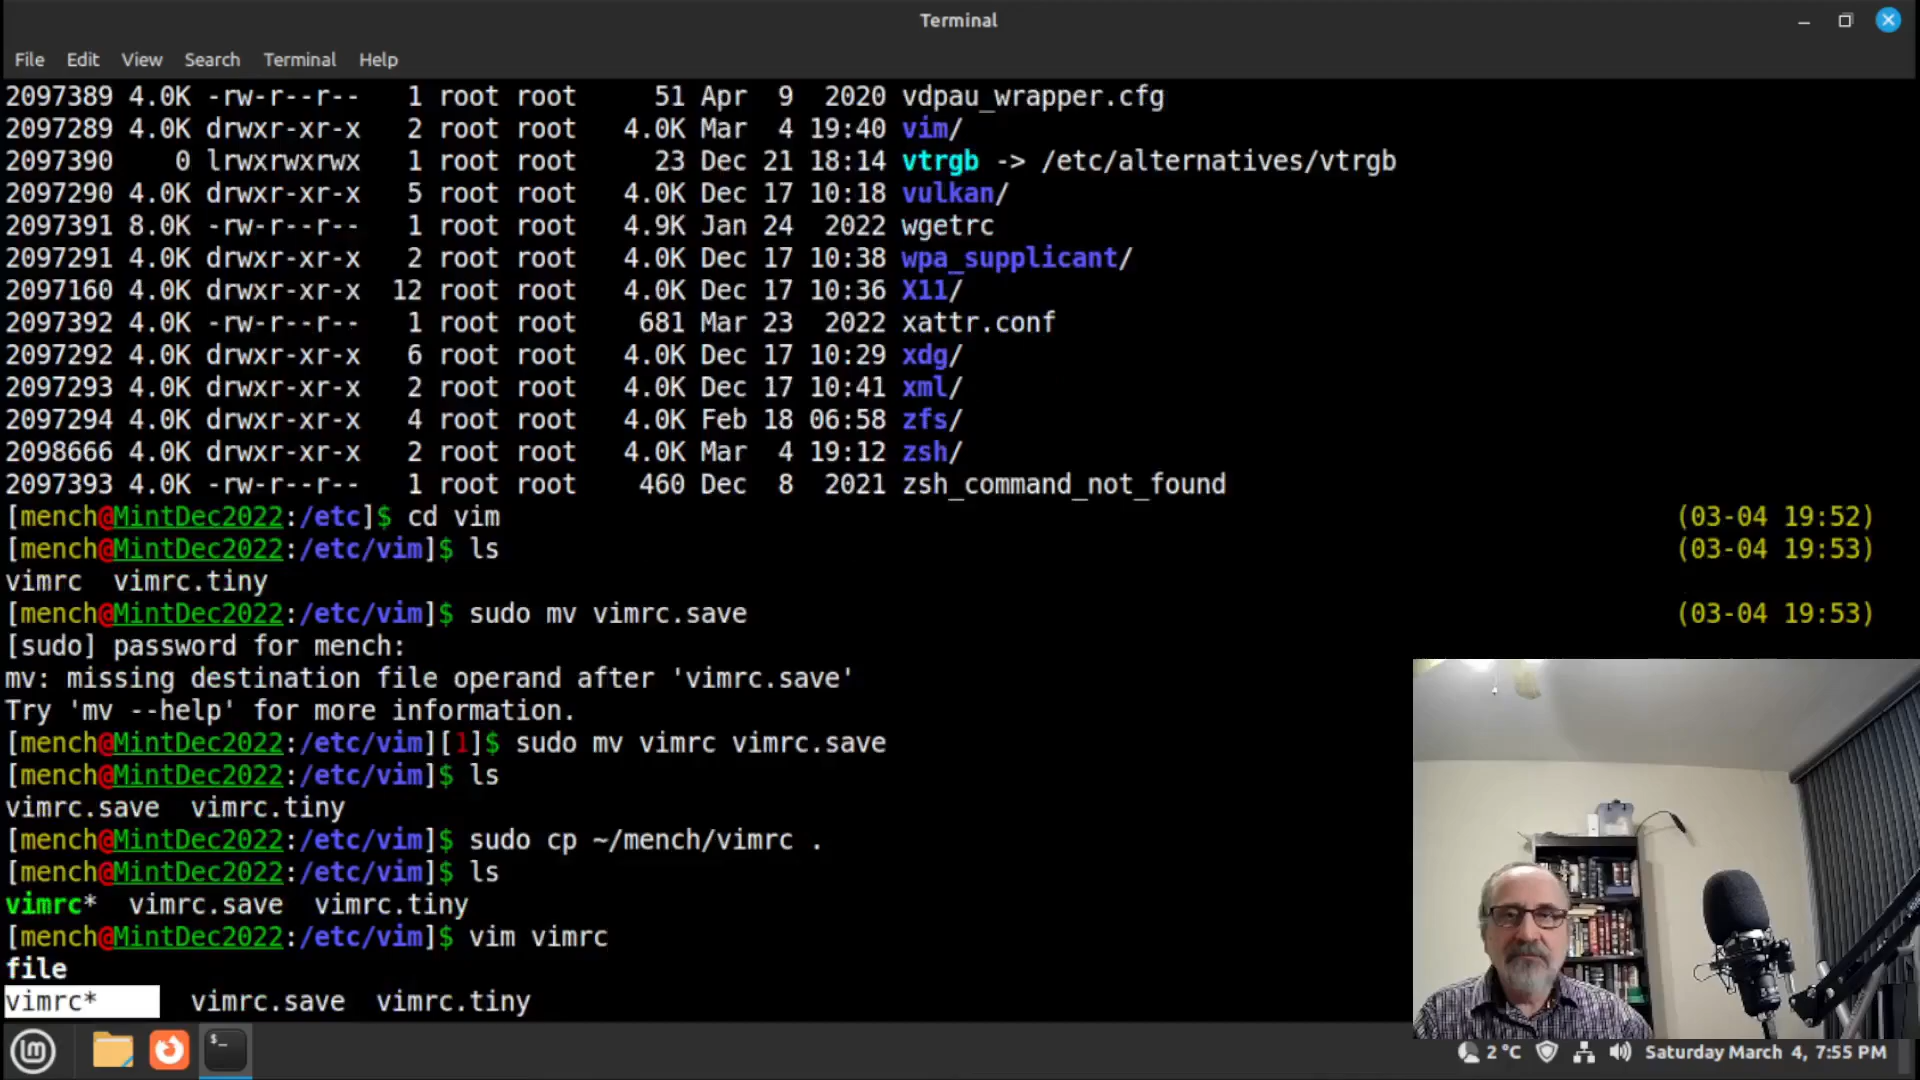 Terminal
File Edit View Search Terminal Help
2097389 4.0K -rw-r--r-- 1 root root 51 Apr 9 2020 vdpau_wrapper.cfg
2097289 4.0K drwxr-xr-x 2 root root 4.0K Mar 4 19:40 vim/
2097390 0 lrwxrwxrwx 1 root root 23 Dec 21 18:14 vtrgb -> /etc/alternatives/vtrgb
2097290 4.0K drwxr-xr-x 5 root root 4.0K Dec 17 10:18 vulkan/
2097391 8.0K -rw-r--r-- 1 root root 4.9K Jan 24 2022 wgetrc
2097291 4.0K drwxr-xr-x 2 root root 4.0K Dec 17 10:38 wpa_supplicant/
2097160 4.0K drwxr-xr-x 12 root root 4.0K Dec 17 10:36 X11/
2097392 4.0K -rw-r--r-- 1 root root 681 Mar 23 2022 xattr.conf
2097292 4.0K drwxr-xr-x 6 root root 4.0K Dec 17 10:29 xdg/
2097293 4.0K drwxr-xr-x 2 root root 4.0K Dec 17 10:41 xml/
2097294 4.0K drwxr-xr-x 4 root root 4.0K Feb 18 06:58 zfs/
2098666 4.0K drwxr-xr-x 2 root root 4.0K Mar 4 19:12 zsh/
2097393 4.0K -rw-r--r-- 1 root root 460 Dec 8 2021 zsh_command_not_found
[mench@MintDec2022:/etc]$ cd vim (03-04 19:52)
[mench@MintDec2022:/etc/vim]$ ls (03-04 19:53)
vimrc vimrc.tiny
[mench@MintDec2022:/etc/vim]$ sudo mv vimrc.save (03-04 19:53)
[sudo] password for mench:
mv: missing destination file operand after 'vimrc.save'
Try 'mv --help' for more information.
[mench@MintDec2022:/etc/vim][1]$ sudo mv vimrc vimrc.save
[mench@MintDec2022:/etc/vim]$ ls
vimrc.save vimrc.tiny
[mench@MintDec2022:/etc/vim]$ sudo cp ~/mench/vimrc .
[mench@MintDec2022:/etc/vim]$ ls
vimrc* vimrc.save vimrc.tiny
[mench@MintDec2022:/etc/vim]$ vim vimrc
file
vimrc* vimrc.save vimrc.tiny
$_ 2 °C Saturday March 4, 7:55 PM